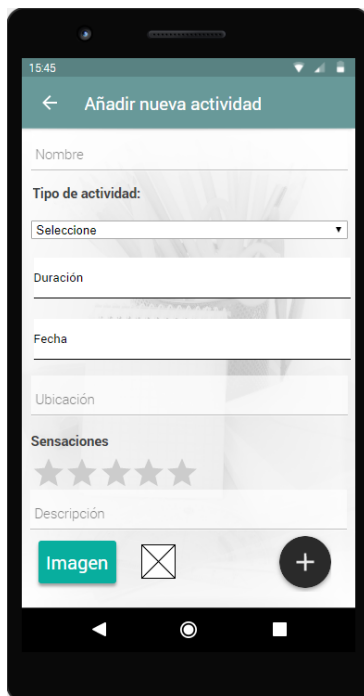 15:45
Añadir nueva actividad
Nombre
Tipo de actividad:
Seleccione
Duración
Fecha
Ubicación
Sensaciones
Descripción
Imagen